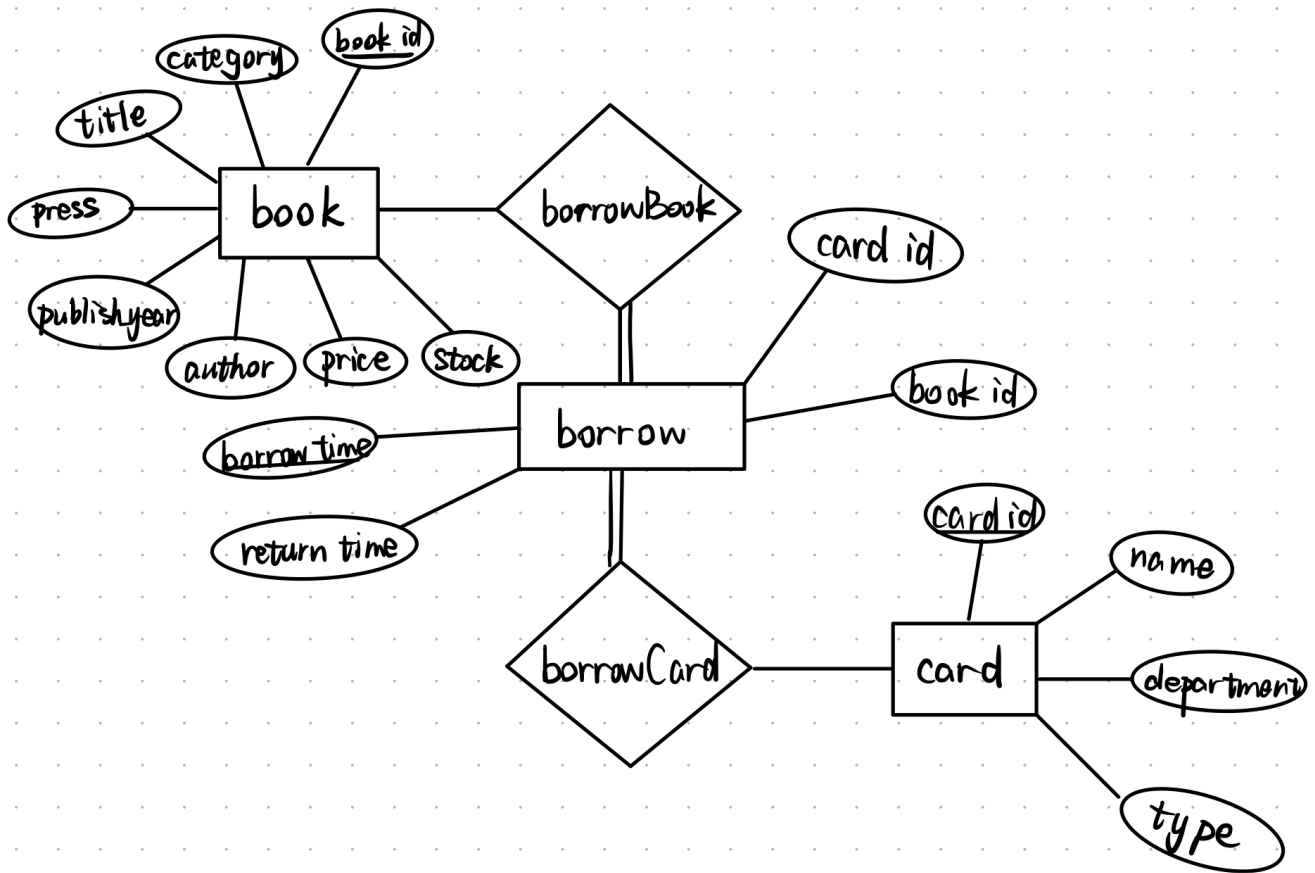 book id
category
title
press
book
borrowBook
card id
publishyear
author
price
stock
book id
borrow
borrow time
return time
card id
name
borrowCard
card
department
type